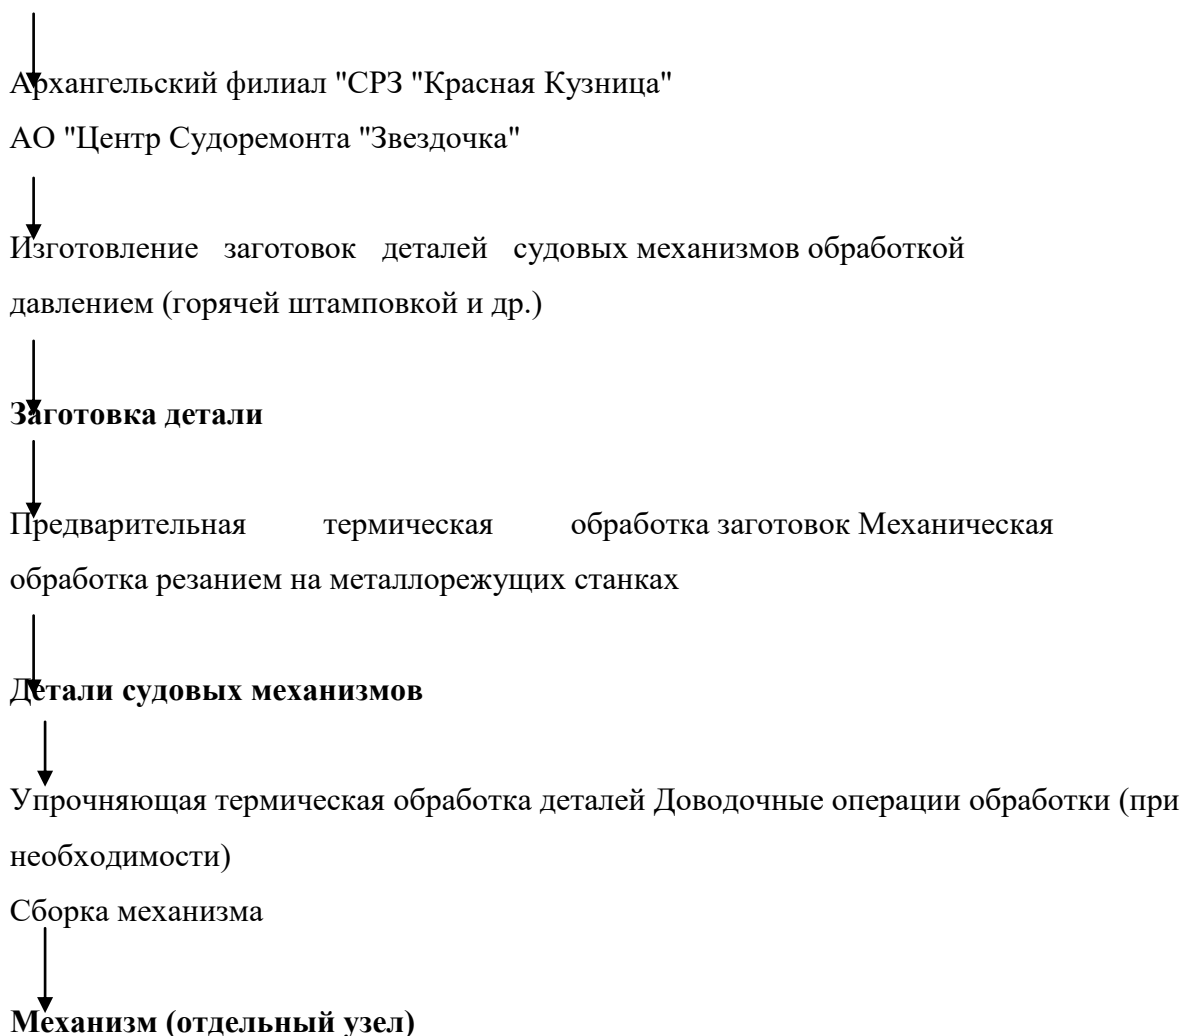 Архангельский филиал "СРЗ "Красная Кузница"
АО "Центр Судоремонта "Звездочка"
Изготовление заготовок деталей судовых механизмов обработкой
давлением (горячей штамповкой и др.)
Заготовка детали
Предварительная термическая обработка заготовок Механическая
обработка резанием на металлорежущих станках
Детали судовых механизмов
Упрочняющая термическая обработка деталей Доводочные операции обработки (при
необходимости)
Сборка механизма
Механизм (отдельный узел)